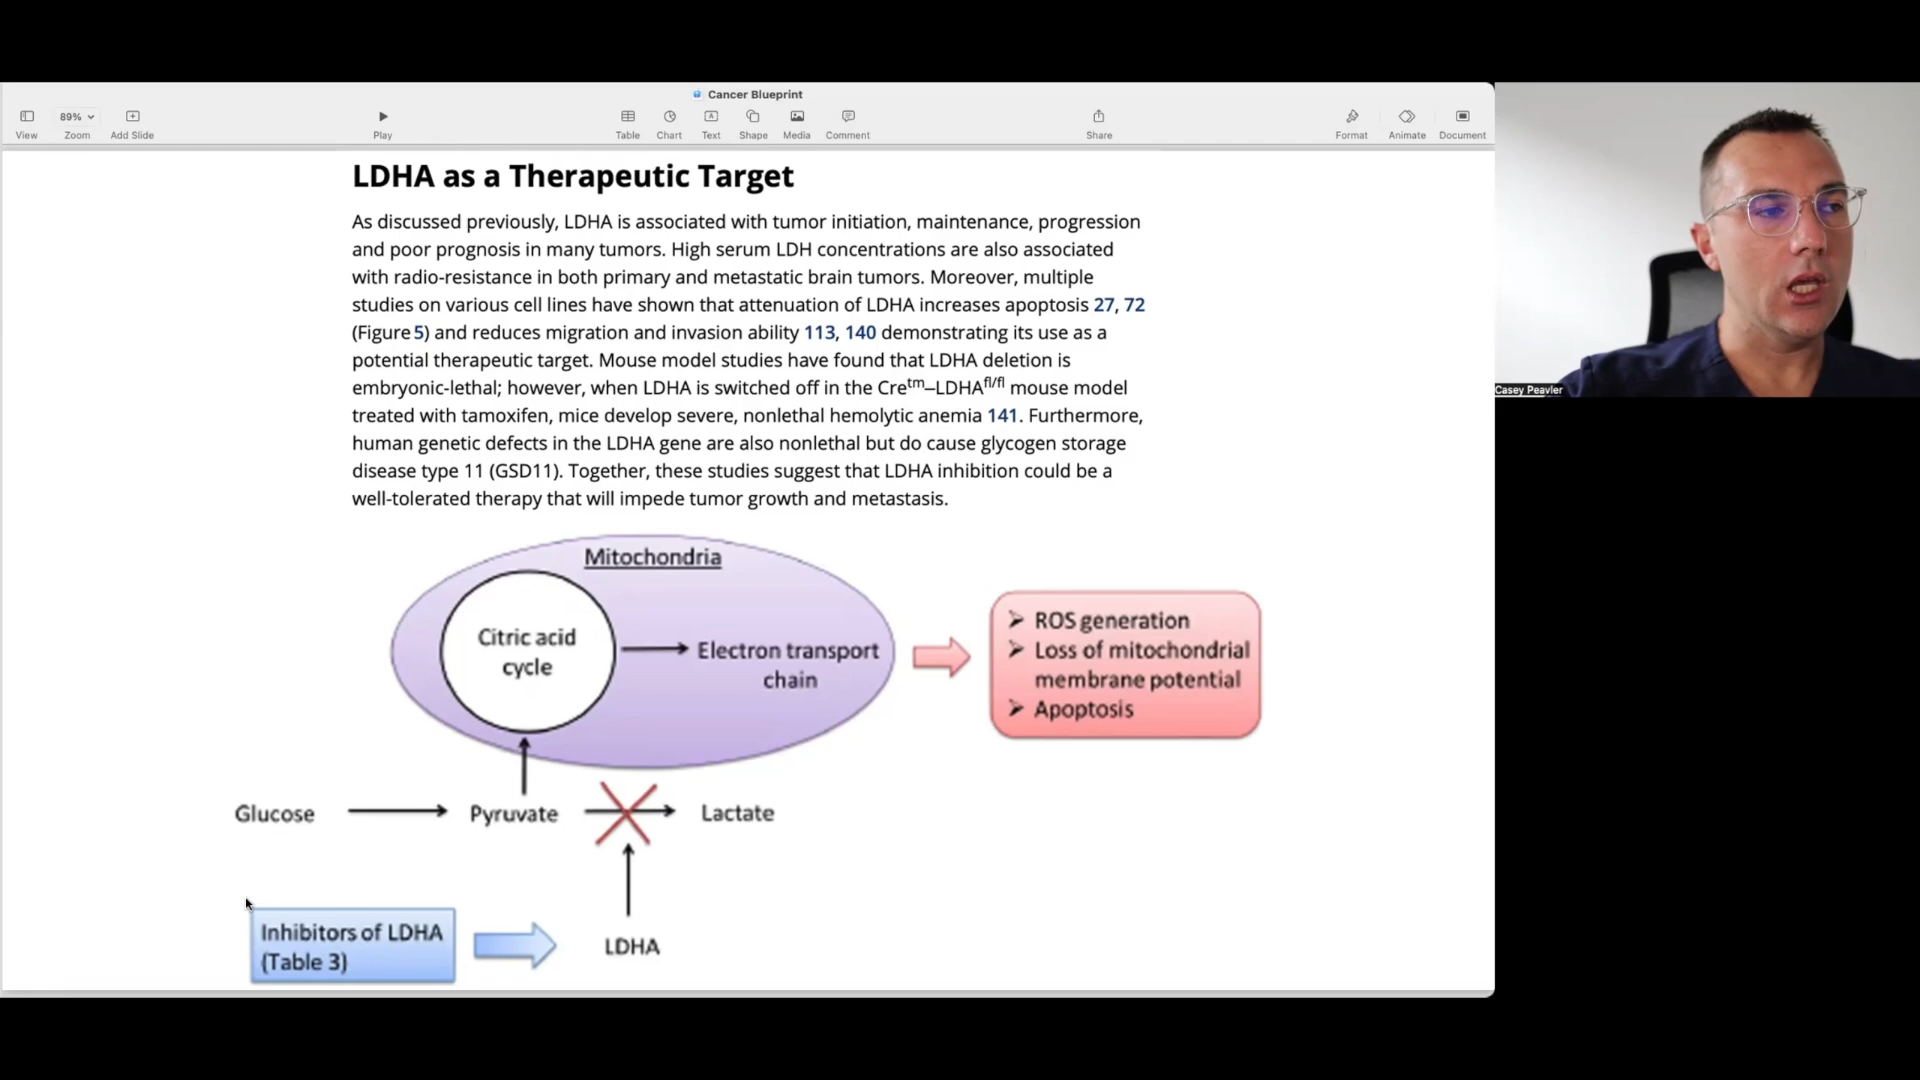 Cancer Blueprint
89%
View Zoom Add Slide Play Table Chart Text Shape Media Comment Share Format Animate Document
LDHA as a Therapeutic Target
As discussed previously, LDHA is associated with tumor initiation, maintenance, progression
and poor prognosis in many tumors. High serum LDH concentrations are also associated
with radio-resistance in both primary and metastatic brain tumors. Moreover, multiple
studies on various cell lines have shown that attenuation of LDHA increases apoptosis 27, 72
(Figure 5) and reduces migration and invasion ability 113, 140 demonstrating its use as a
potential therapeutic target. Mouse model studies have found that LDHA deletion is
embryonic-lethal; however, when LDHA is switched off in the Cretm–LDHAfl/fl mouse model
treated with tamoxifen, mice develop severe, nonlethal hemolytic anemia 141. Furthermore,
human genetic defects in the LDHA gene are also nonlethal but do cause glycogen storage
disease type 11 (GSD11). Together, these studies suggest that LDHA inhibition could be a
well-tolerated therapy that will impede tumor growth and metastasis.
Mitochondria
Citric acid
cycle
Electron transport
chain
ROS generation
Loss of mitochondrial
membrane potential
Apoptosis
Glucose Pyruvate Lactate
Inhibitors of LDHA
(Table 3)
LDHA
Casey Peavler